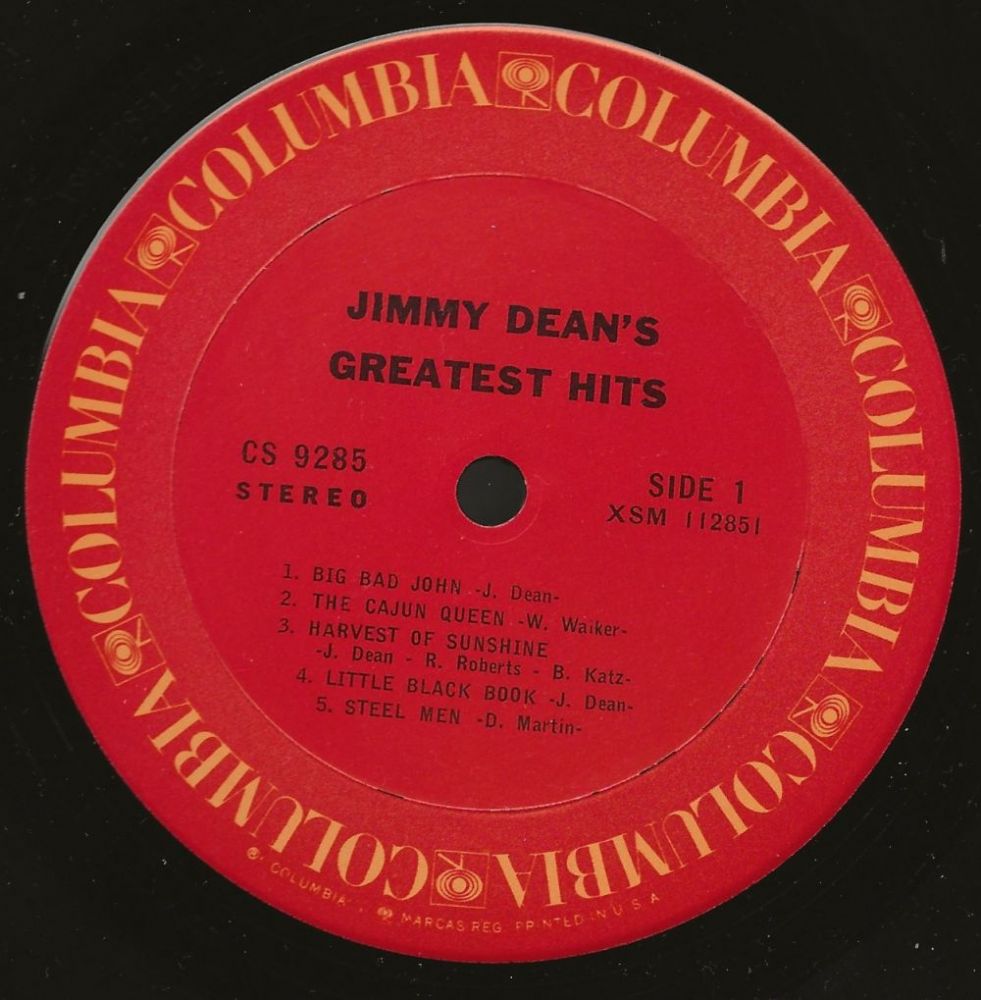 COLUMBIA COLUMBIA COLUMBIA COLUMBIA COLUMBIA COLUMBIA COLUMBIA
JIMMY DEAN'S
GREATEST HITS
CS 9285
STEREO
SIDE 1
XSM 112851
1. BIG BAD JOHN -J. Dean-
2. THE CAJUN QUEEN -W. Walker-
3. HARVEST OF SUNSHINE
-J. Dean - R. Roberts - B. Katz-
4. LITTLE BLACK BOOK -J. Dean-
5. STEEL MEN -D. Martin-
® COLUMBIA, ® MARCAS REG. PRINTED IN U.S.A